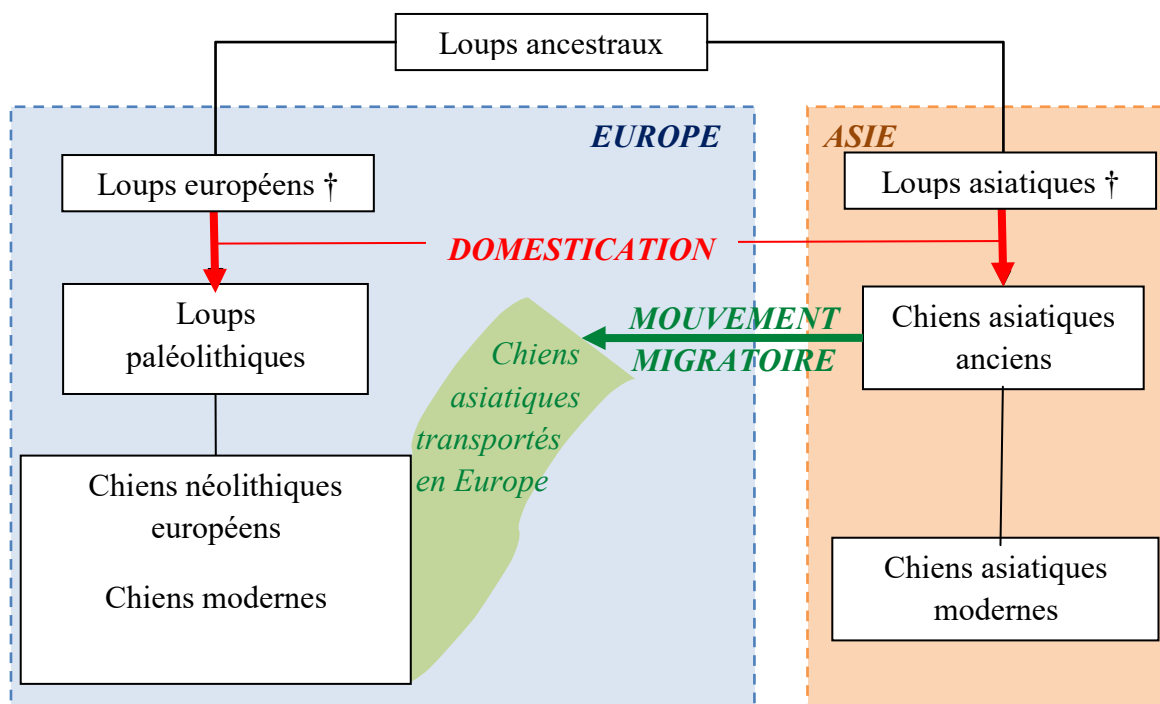 Loups ancestraux
EUROPE
ASIE
Loups européens †
Loups asiatiques †
DOMESTICATION
Loups
paléolithiques
MOUVEMENT
MIGRATOIRE
Chiens asiatiques
anciens
Chiens
asiatiques
transportés
en Europe
Chiens néolithiques
européens
Chiens modernes
Chiens asiatiques
modernes